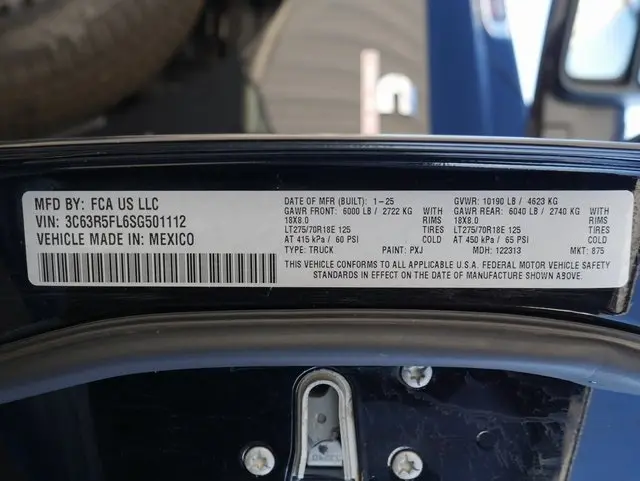 MFD BY: FCA US LLC
VIN: 3C63R5FL6SG501112
VEHICLE MADE IN: MEXICO
DATE OF MFR (BUILT): 1-25 GVWR: 10190 LB / 4623 KG
GAWR FRONT: 6000 LB / 2722 KG WITH GAWR REAR: 6040 LB / 2740 KG WITH
18X8.0 RIMS 18X8.0 RIMS
LT275/70R18E 125 TIRES LT275/70R18E 125 TIRES
AT 415 kPa / 60 PSI COLD AT 450 kPa / 65 PSI COLD
TYPE: TRUCK PAINT: PXJ MDH: 122313 MKT: 875
THIS VEHICLE CONFORMS TO ALL APPLICABLE U.S.A. FEDERAL MOTOR VEHICLE SAFETY
STANDARDS IN EFFECT ON THE DATE OF MANUFACTURE SHOWN ABOVE.